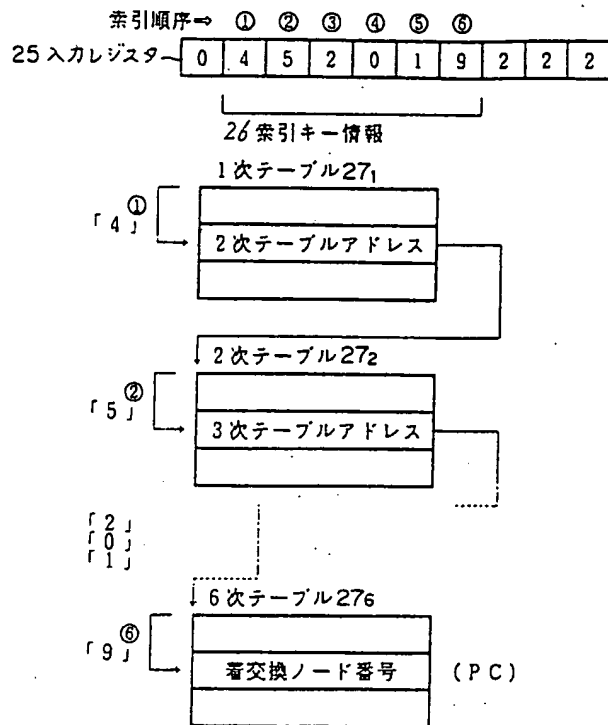 索引順序⇨ ① ② ③ ④ ⑤ ⑥
25入力レジスター 0 4 5 2 0 1 9 2 2 2
26索引キー情報
1次テーブル27₁
①
「4」
2次テーブルアドレス
2次テーブル27₂
②
「5」
3次テーブルアドレス
「2」
「0」
「1」
6次テーブル27₆
⑥
「9」
着交換ノード番号 (PC)